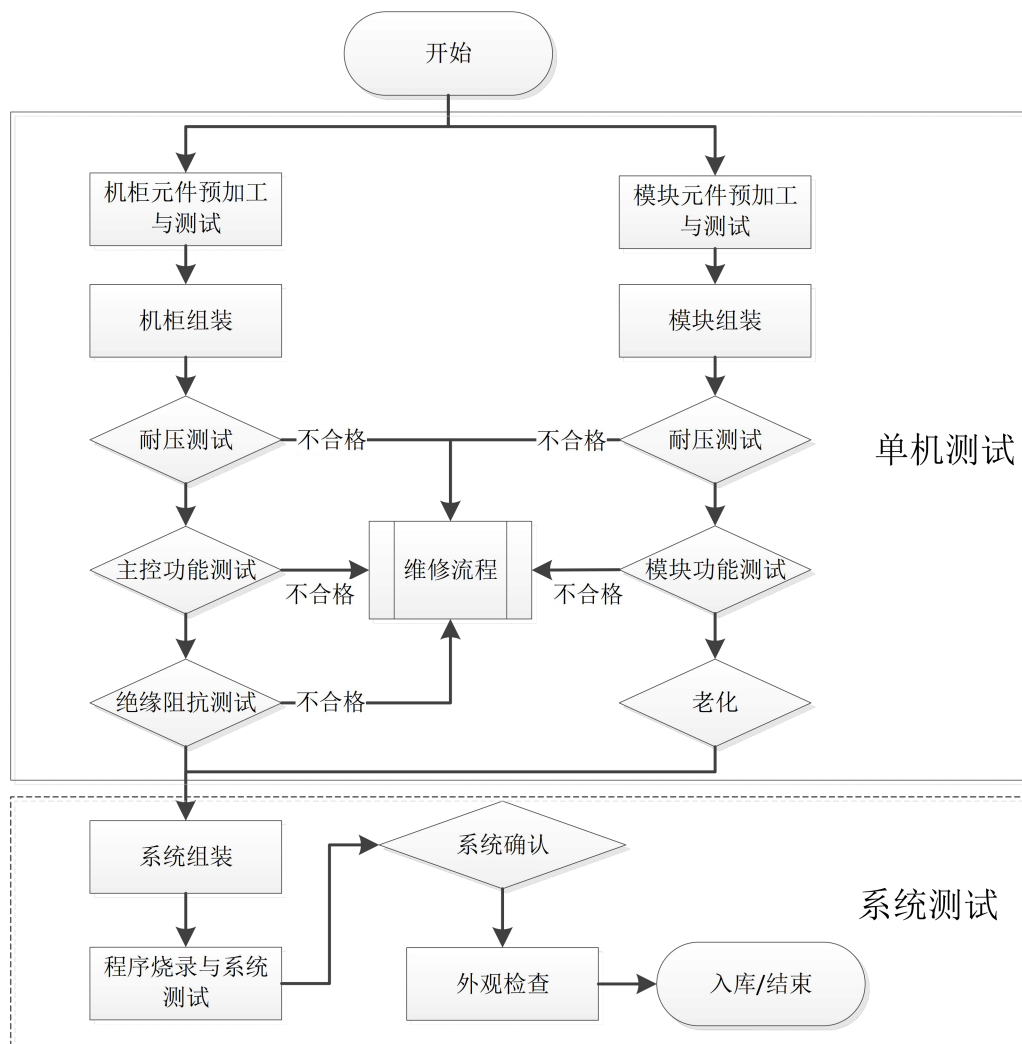 开始
机柜元件预加工
与测试
模块元件预加工
与测试
机柜组装
模块组装
耐压测试
不合格
不合格
耐压测试
单机测试
主控功能测试
不合格
维修流程
不合格
模块功能测试
绝缘阻抗测试
不合格
老化
系统组装
系统确认
系统测试
程序烧录与系统
测试
外观检查
入库/结束